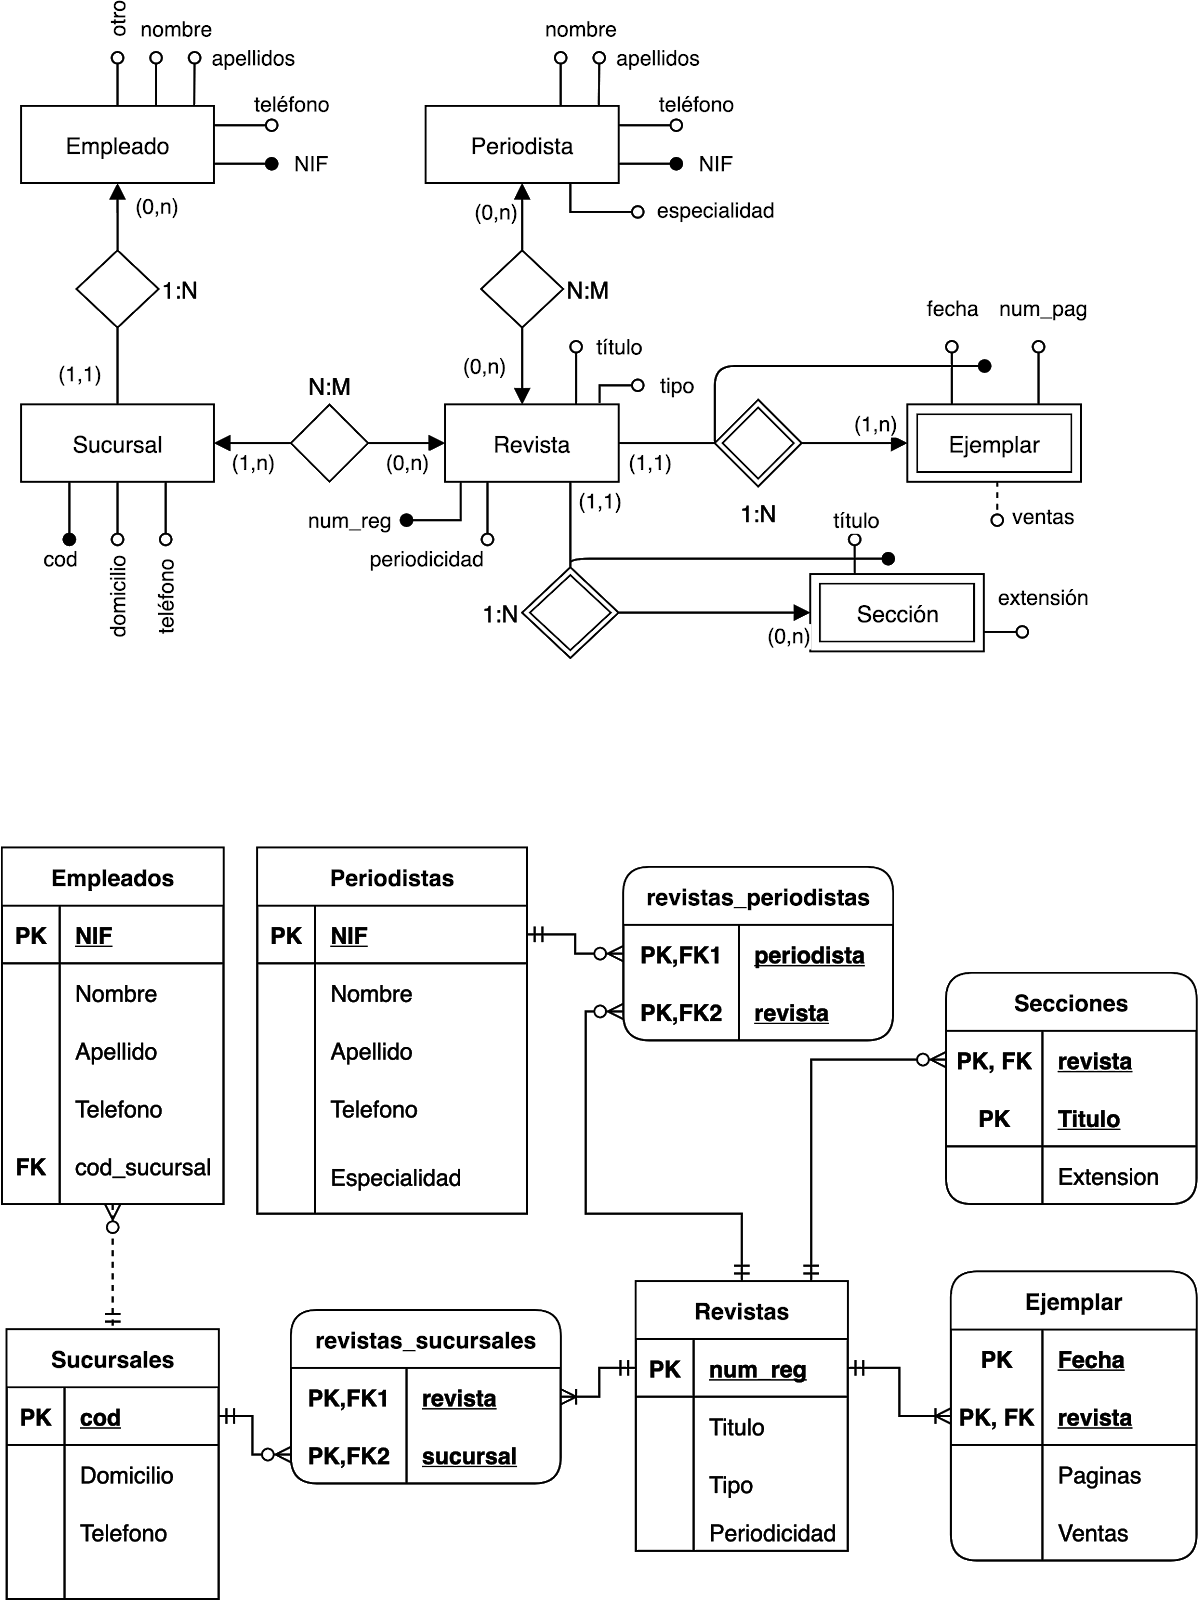 otro
nombre
apellidos
teléfono
NIF
Empleado
(0,n)
1:N
(1,1)
nombre
apellidos
teléfono
NIF
Periodista
especialidad
(0,n)
N:M
(0,n)
título
tipo
fecha
num_pag
N:M
Sucursal
(1,n)
(0,n)
Revista
(1,1)
(1,n)
Ejemplar
(1,1)
1:N
ventas
num_reg
periodicidad
cod
domicilio
teléfono
título
1:N
(0,n)
Sección
extensión
Empleados
PK NIF
Nombre
Apellido
Telefono
FK cod_sucursal
Periodistas
PK NIF
Nombre
Apellido
Telefono
Especialidad
revistas_periodistas
PK,FK1 periodista
PK,FK2 revista
Secciones
PK, FK revista
PK Titulo
Extension
Sucursales
PK cod
Domicilio
Telefono
revistas_sucursales
PK,FK1 revista
PK,FK2 sucursal
Revistas
PK num_reg
Titulo
Tipo
Periodicidad
Ejemplar
PK Fecha
PK, FK revista
Paginas
Ventas